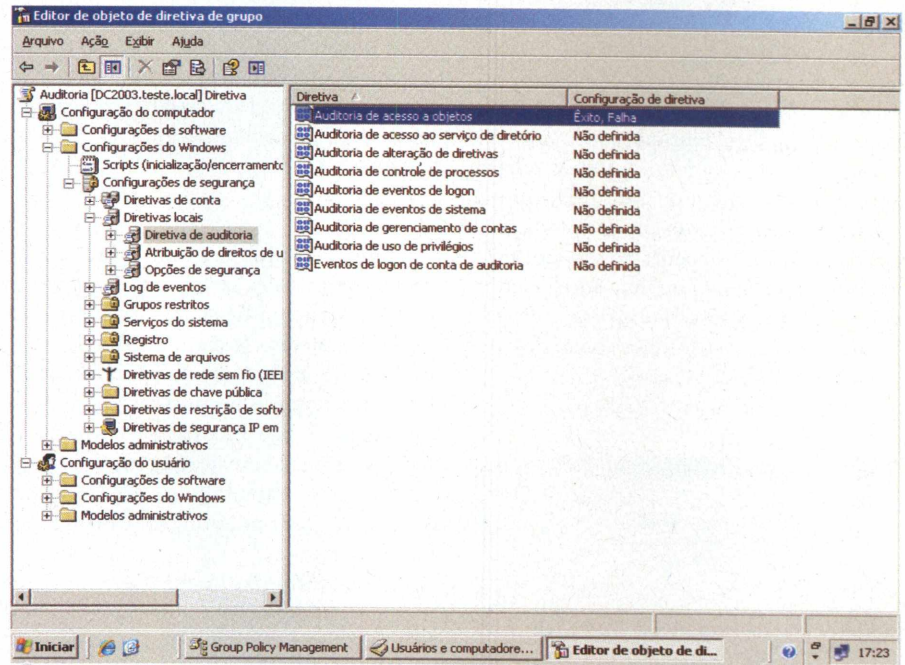 Editor de objeto de diretiva de grupo
Arquivo Ação Exibir Ajuda
Auditoria [DC2003.teste.local] Diretiva
Configuração do computador
Configurações de software
Configurações do Windows
Scripts (inicialização/encerramento
Configurações de segurança
Diretivas de conta
Diretivas locais
Diretiva de auditoria
Atribuição de direitos de u
Opções de segurança
Log de eventos
Grupos restritos
Serviços do sistema
Registro
Sistema de arquivos
Diretivas de rede sem fio (IEEI
Diretivas de chave pública
Diretivas de restrição de softv
Diretivas de segurança IP em
Modelos administrativos
Configuração do usuário
Configurações de software
Configurações do Windows
Modelos administrativos
Diretiva Configuração de diretiva
Auditoria de acesso a objetos Êxito, Falha
Auditoria de acesso ao serviço de diretório Não definida
Auditoria de alteração de diretivas Não definida
Auditoria de controle de processos Não definida
Auditoria de eventos de logon Não definida
Auditoria de eventos de sistema Não definida
Auditoria de gerenciamento de contas Não definida
Auditoria de uso de privilégios Não definida
Eventos de logon de conta de auditoria Não definida
Iniciar Group Policy Management Usuários e computadore... Editor de objeto de di... 17:23